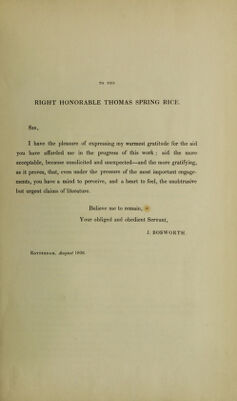 TO THE
RIGHT HONORABLE THOMAS SPRING RICE.
SIR,
I have the pleasure of expressing my warmest gratitude for the aid
you have afforded me in the progress of this work; aid the more
acceptable, because unsolicited and unexpected—and the more gratifying,
as it proves, that, even under the pressure of the most important engage-
ments, you have a mind to perceive, and a heart to feel, the unobtrusive
but urgent claims of literature.
Believe me to remain,
Your obliged and obedient Servant,
J. BOSWORTH.
ROTTERDAM, August